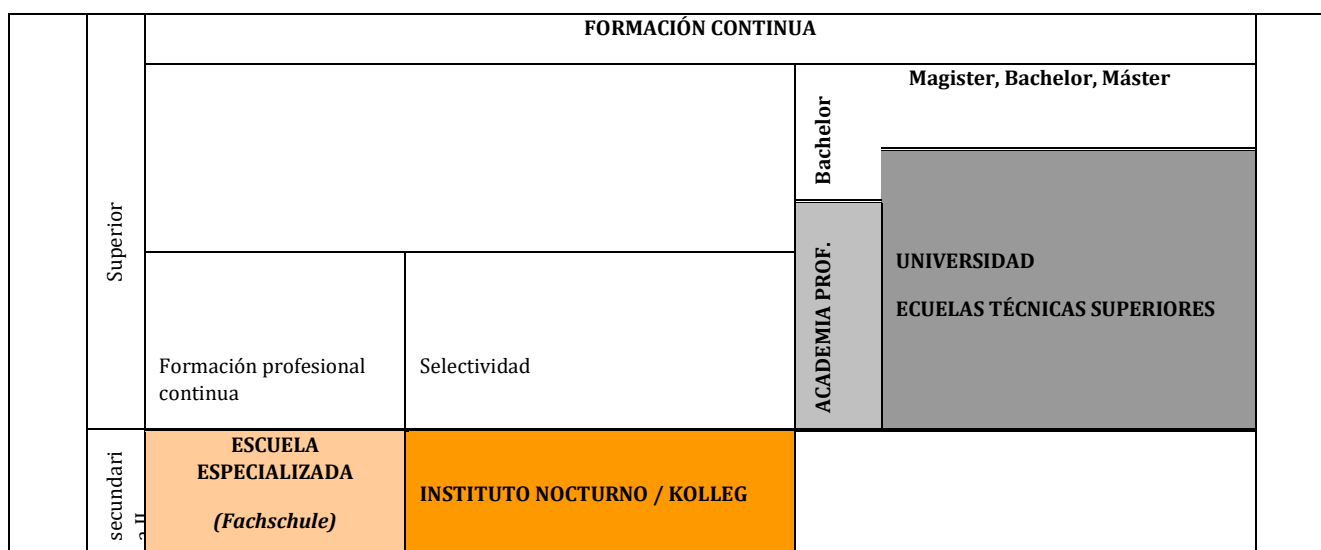 FORMACIÓN CONTINUA
Magister, Bachelor, Máster
Bachelor
Superior
UNIVERSIDAD
ECUELAS TÉCNICAS SUPERIORES
ACADEMIA PROF.
Formación profesional
continua
Selectividad
secundari
ESCUELA
ESPECIALIZADA
(Fachschule)
INSTITUTO NOCTURNO / KOLLEG